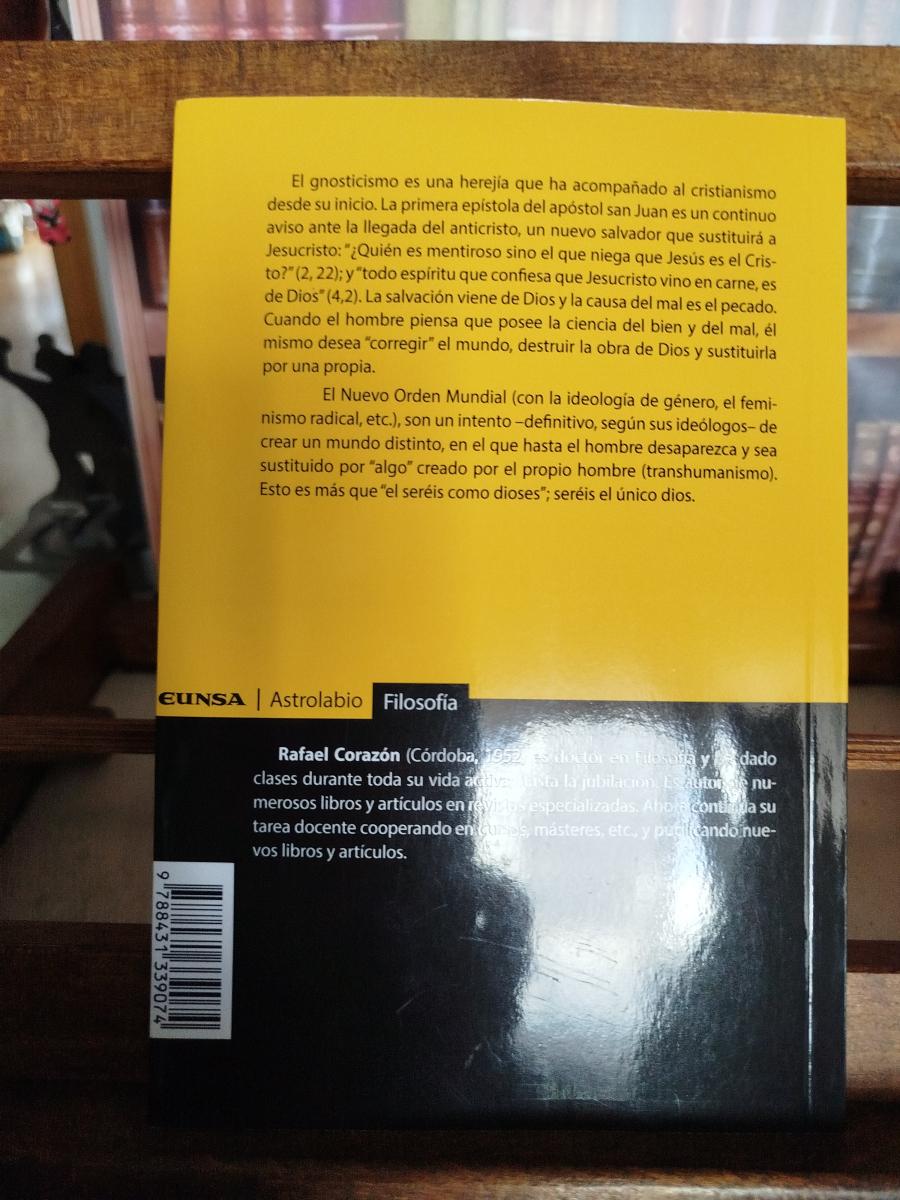 El gnosticismo es una herejía que ha acompañado al cristianismo
desde su inicio. La primera epístola del apóstol san Juan es un continuo
aviso ante la llegada del anticristo, un nuevo salvador que sustituirá a
Jesucristo: "¿Quién es mentiroso sino el que niega que Jesús es el Cris-
to?" (2, 22); y "todo espíritu que confiesa que Jesucristo vino en carne, es
de Dios" (4,2). La salvación viene de Dios y la causa del mal es el pecado.
Cuando el hombre piensa que posee la ciencia del bien y del mal, él
mismo desea "corregir" el mundo, destruir la obra de Dios y sustituirla
por una propia.
El Nuevo Orden Mundial (con la ideología de género, el femi-
nismo radical, etc.), son un intento –definitivo, según sus ideólogos– de
crear un mundo distinto, en el que hasta el hombre desaparezca y sea
sustituido por "algo" creado por el propio hombre (transhumanismo).
Esto es más que "el seréis como dioses"; seréis el único dios.
EUNSA | Astrolabio Filosofía
Rafael Corazón (Córdoba, 1952) es doctor en Filosofía y ha dado
clases durante toda su vida activa, hasta la jubilación. Es autor de nu-
merosos libros y artículos en revistas especializadas. Ahora continúa su
tarea docente cooperando en cursos, másteres, etc., y publicando nue-
vos libros y artículos.
9 788431 339074